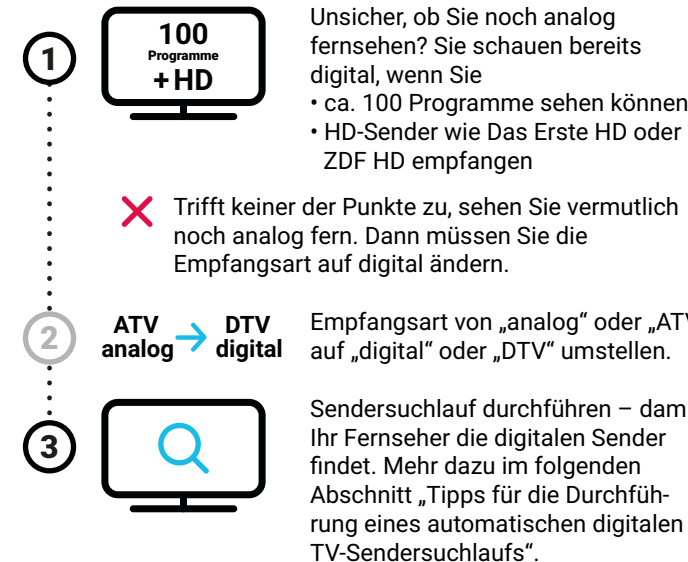 1
100
Programme
+ HD
Unsicher, ob Sie noch analog
fernsehen? Sie schauen bereits
digital, wenn Sie
• ca. 100 Programme sehen können
• HD-Sender wie Das Erste HD oder
ZDF HD empfangen
Trifft keiner der Punkte zu, sehen Sie vermutlich
noch analog fern. Dann müssen Sie die
Empfangsart auf digital ändern.
2
ATV
analog
DTV
digital
Empfangsart von „analog“ oder „ATV
auf „digital“ oder „DTV“ umstellen.
3
Sendersuchlauf durchführen –
Ihr Fernseher die digitalen Sender
findet. Mehr dazu im folgenden
Abschnitt „Tipps für die Durchfüh-
rung eines automatischen digitalen
TV-Sendersuchlaufs“.